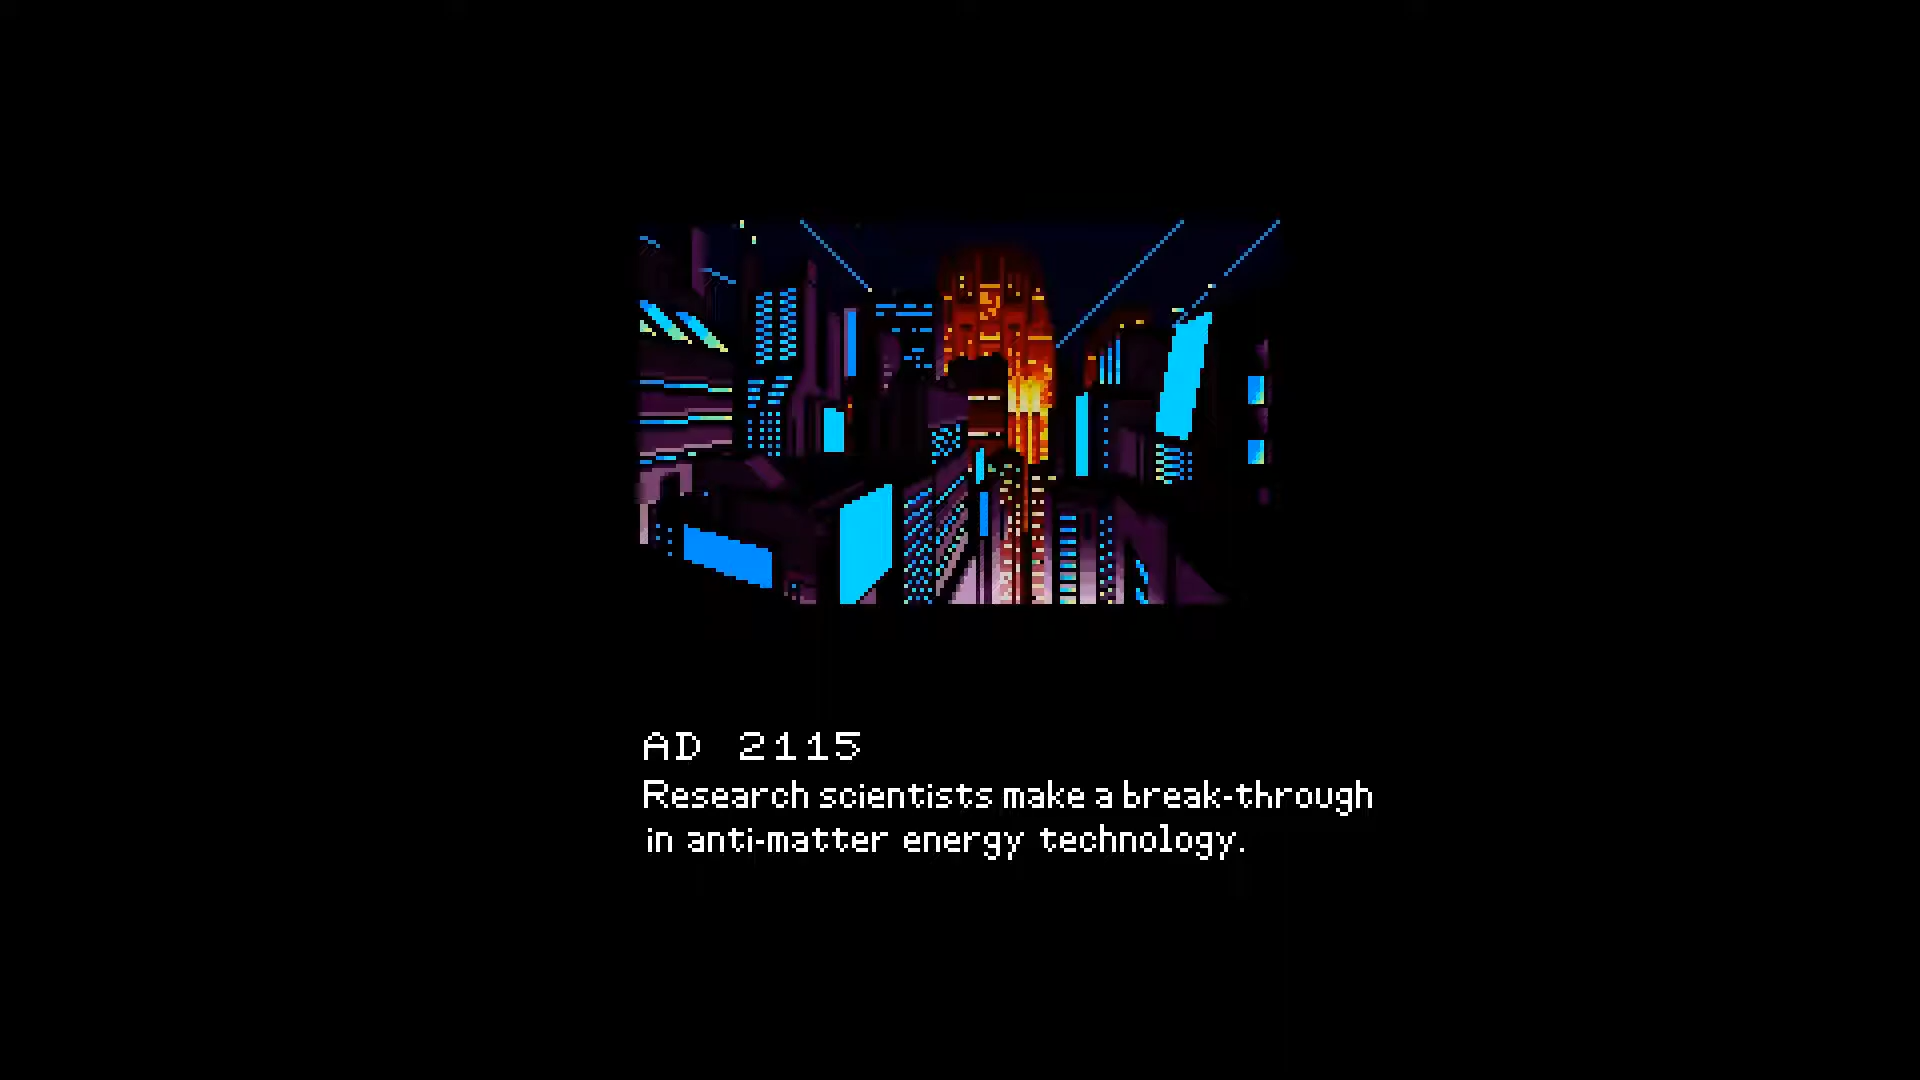 AD 2115
Research scientists make a break-through
in anti-matter energy technology.